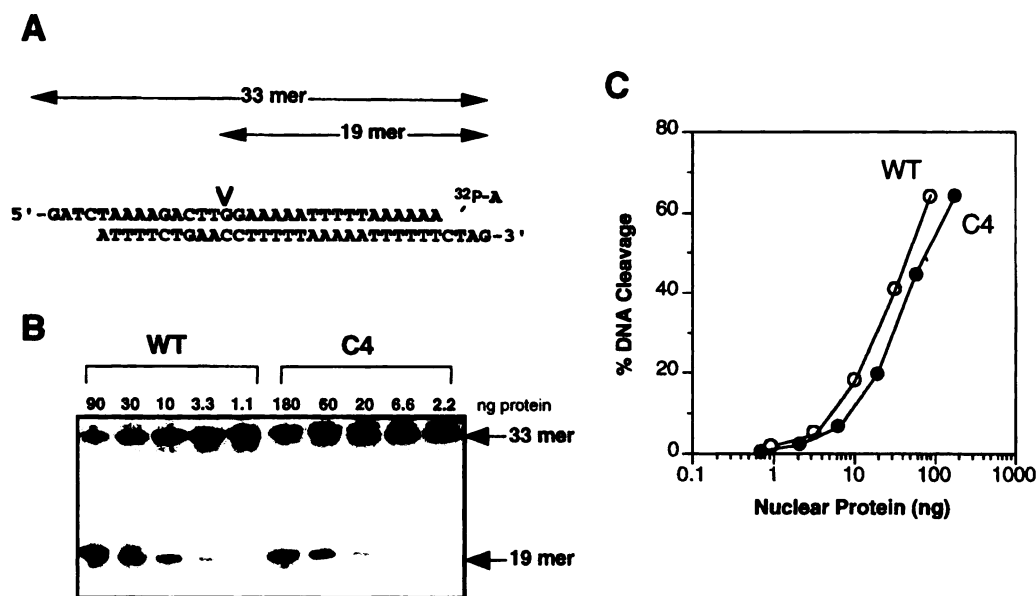 A
33 mer
19 mer
V
32P-A
5'-GATCTAAAAGACTTGGAAAAATTTTTAAAAAA
ATTTTCTGAACCTTTTTAAAAATTTTTTCTAG-3'
B
WT C4
90 30 10 3.3 1.1 180 60 20 6.6 2.2 ng protein
33 mer
19 mer
C
80
60
40
20
0
% DNA Cleavage
WT
C4
0.1 1 10 100 1000
Nuclear Protein (ng)